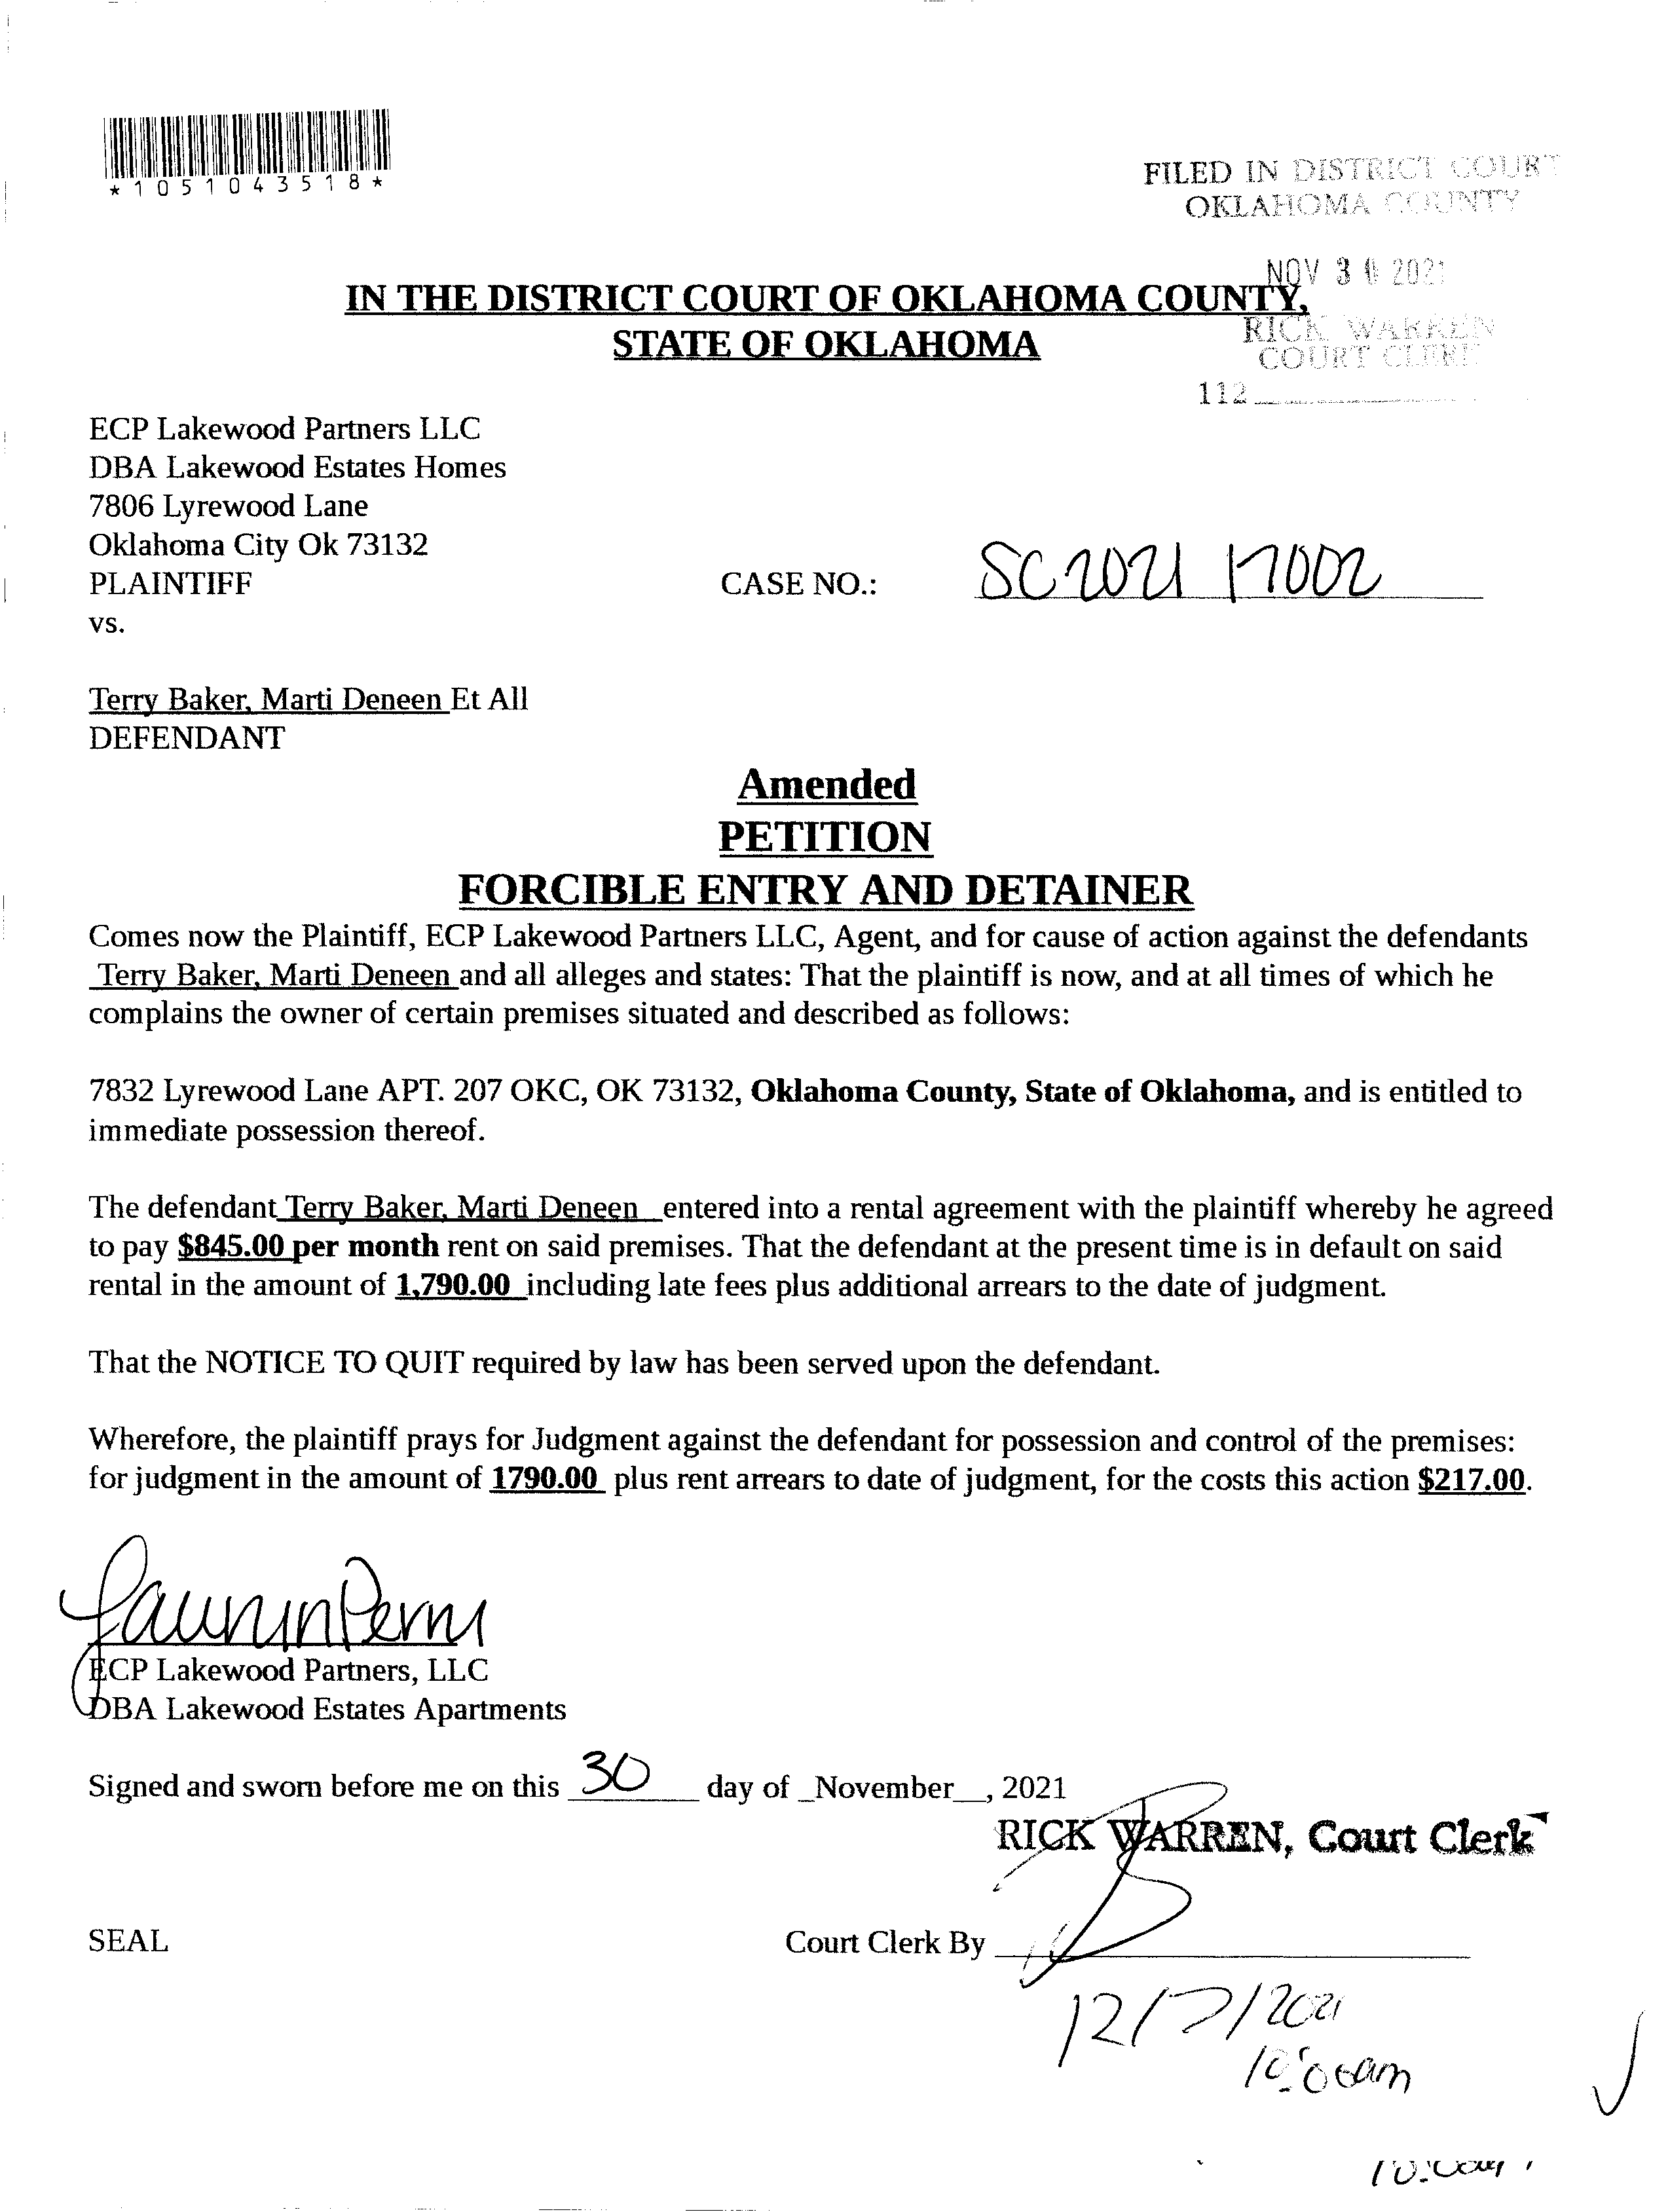 *1051043518*
FILED IN DISTRICT COURT
OKLAHOMA COUNTY
NOV 30 2021
RICK WARREN
COURT CLERK
112
IN THE DISTRICT COURT OF OKLAHOMA COUNTY,
STATE OF OKLAHOMA
ECP Lakewood Partners LLC
DBA Lakewood Estates Homes
7806 Lyrewood Lane
Oklahoma City Ok 73132
PLAINTIFF CASE NO.: SC2021 17002
vs.
Terry Baker, Marti Deneen Et All
DEFENDANT
Amended
PETITION
FORCIBLE ENTRY AND DETAINER
Comes now the Plaintiff, ECP Lakewood Partners LLC, Agent, and for cause of action against the defendants
Terry Baker, Marti Deneen and all alleges and states: That the plaintiff is now, and at all times of which he
complains the owner of certain premises situated and described as follows:
7832 Lyrewood Lane APT. 207 OKC, OK 73132, Oklahoma County, State of Oklahoma, and is entitled to
immediate possession thereof.
The defendant Terry Baker, Marti Deneen entered into a rental agreement with the plaintiff whereby he agreed
to pay $845.00 per month rent on said premises. That the defendant at the present time is in default on said
rental in the amount of 1,790.00 including late fees plus additional arrears to the date of judgment.
That the NOTICE TO QUIT required by law has been served upon the defendant.
Wherefore, the plaintiff prays for Judgment against the defendant for possession and control of the premises:
for judgment in the amount of 1790.00 plus rent arrears to date of judgment, for the costs this action $217.00.
ECP Lakewood Partners, LLC
DBA Lakewood Estates Apartments
Signed and sworn before me on this 30 day of _November__, 2021
RICK WARREN, Court Clerk
SEAL Court Clerk By
12/7/2021
10:00am